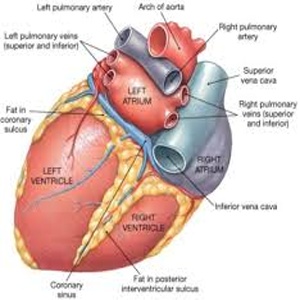 Left pulmonary artery
Arch of aorta
Right pulmonary
artery
Left pulmonary veins
(superior and inferior)
Superior
vena cava
LEFT
ATRIUM
Fat in
coronary
sulcus
Right pulmonary
veins (superior
and inferior)
LEFT
VENTRICLE
RIGHT
ATRIUM
RIGHT
VENTRICLE
Inferior vena cava
Coronary
sinus
Fat in posterior
interventricular sulcus